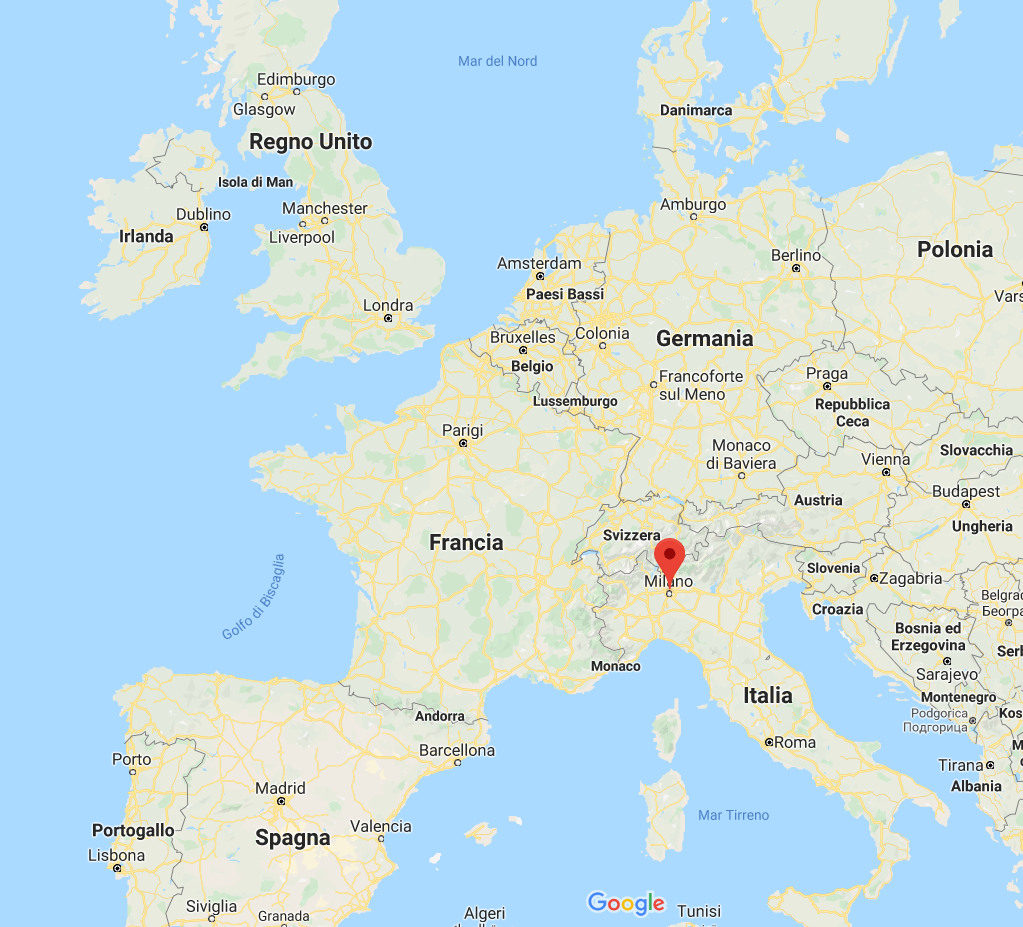 Mar del Nord
Edimburgo
Glasgow
Danimarca
Regno Unito
Isola di Man
Manchester
Amburgo
Dublino
Irlanda
Liverpool
Polonia
Berlino
Amsterdam
Paesi Bassi
Vars
Londra
Colonia
Bruxelles
Germania
Belgio
Praga
Francoforte
sul Meno
Lussemburgo
Repubblica
Ceca
Parigi
Monaco
di Baviera
Slovacchia
Vienna
Budapest
Austria
Ungheria
Svizzera
Francia
Slovenia
Zagabria
Milano
Golfo di Biscaglia
Croazia
Belgrad
Београ
Bosnia ed
Erzegovina
Serb
Monaco
Sarajevo
Italia
Montenegro
Podgorica
Подгорица
Kos
Andorra
Barcellona
Roma
Porto
M
Tirana
Albania
Madrid
Mar Tirreno
Portogallo
Spagna
Valencia
Lisbona
Siviglia
Granada
Algeri
Google
Tunisi